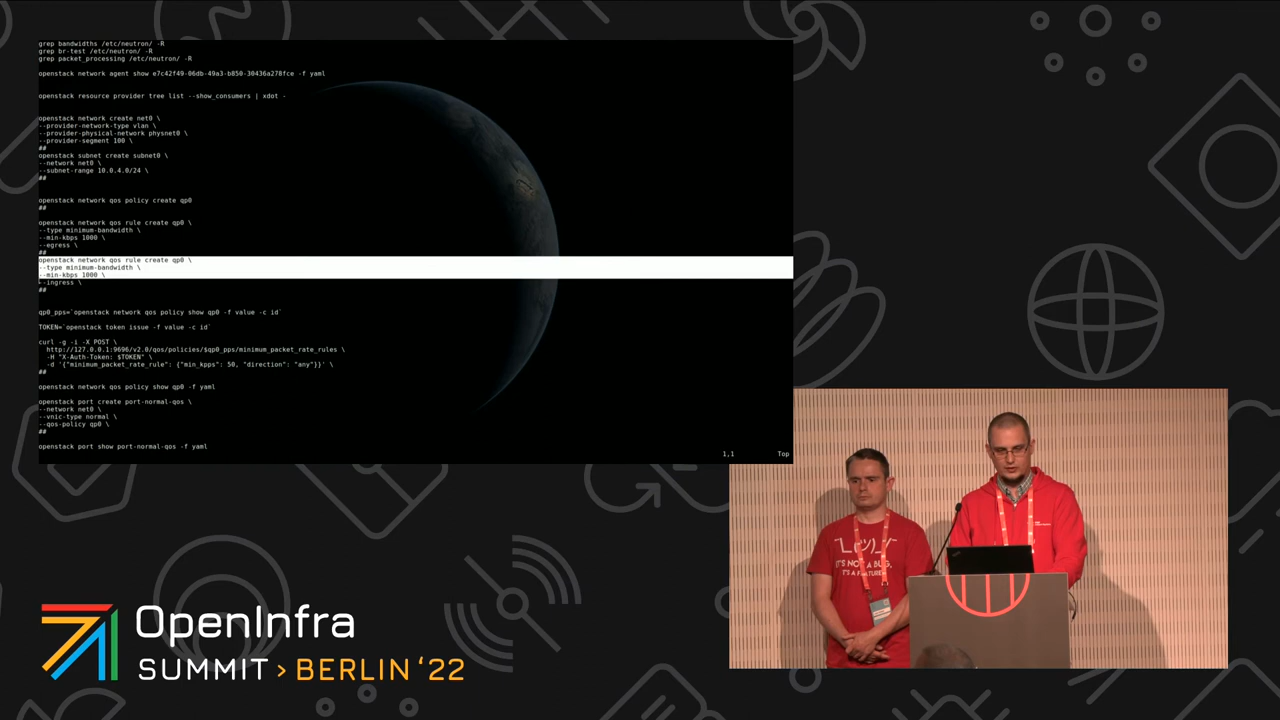 grep bandwidths /etc/neutron/ -R
grep br-test /etc/neutron/ -R
grep packet_processing /etc/neutron/ -R
openstack network agent show e7c42f49-06db-49a3-b850-30436a278fce -f yaml
openstack resource provider tree list --show_consumers | xdot -
openstack network create net0 \
--provider-network-type vlan \
--provider-physical-network physnet0 \
--provider-segment 100 \
##
openstack subnet create subnet0 \
--network net0 \
--subnet-range 10.0.4.0/24 \
##
openstack network qos policy create qp0
##
openstack network qos rule create qp0 \
--type minimum-bandwidth \
--min-kbps 1000 \
--egress \
##
openstack network qos rule create qp0 \
--type minimum-bandwidth \
--min-kbps 1000 \
--ingress \
##
qp0_pps=`openstack network qos policy show qp0 -f value -c id`
TOKEN=`openstack token issue -f value -c id`
curl -g -i -X POST \
http://127.0.0.1:9696/v2.0/qos/policies/$qp0_pps/minimum_packet_rate_rules \
-H "X-Auth-Token: $TOKEN" \
-d '{"minimum_packet_rate_rule": {"min_kpps": 50, "direction": "any"}}' \
##
openstack network qos policy show qp0 -f yaml
openstack port create port-normal-qos \
--network net0 \
--vnic-type normal \
--qos-policy qp0 \
##
openstack port show port-normal-qos -f yaml
1,1 Top
¯\_(ツ)_/¯
IT'S NOT A BUG,
IT'S A FEATURE
OpenInfra
SUMMIT > BERLIN '22